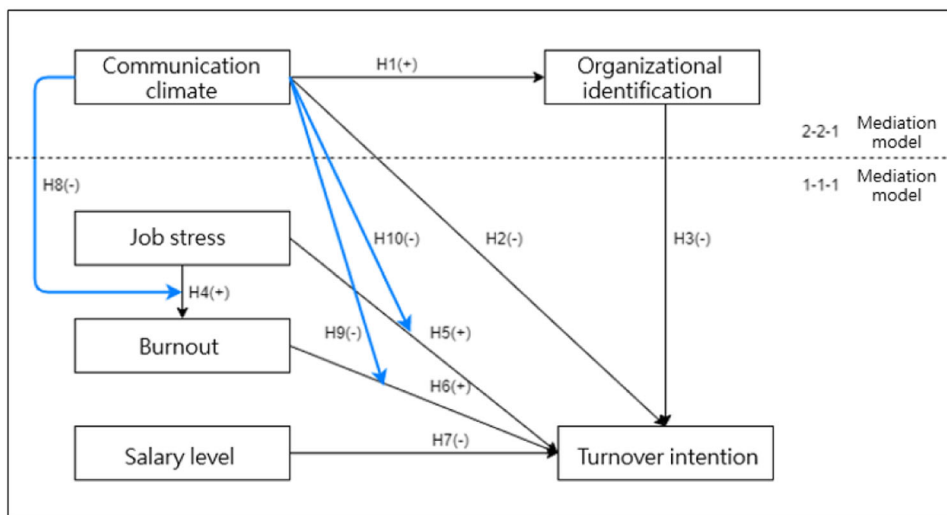 Communication
climate
H1(+)
Organizational
identification
2-2-1
Mediation
model
1-1-1
Mediation
model
H8(-)
Job stress
H10(-)
H2(-)
H3(-)
H4(+)
Burnout
H9(-)
H5(+)
H6(+)
Salary level
H7(-)
Turnover intention